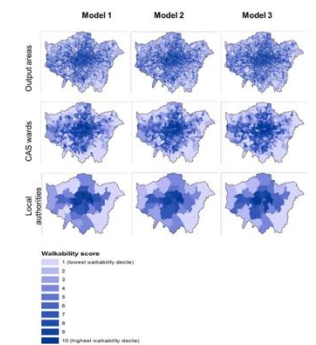 Model 1 Model 2 Model 3
Output areas
CAS wards
Local
authorities
Walkability score
1 (lowest walkability decile)
2
3
4
5
6
7
8
9
10 (highest walkability decile)